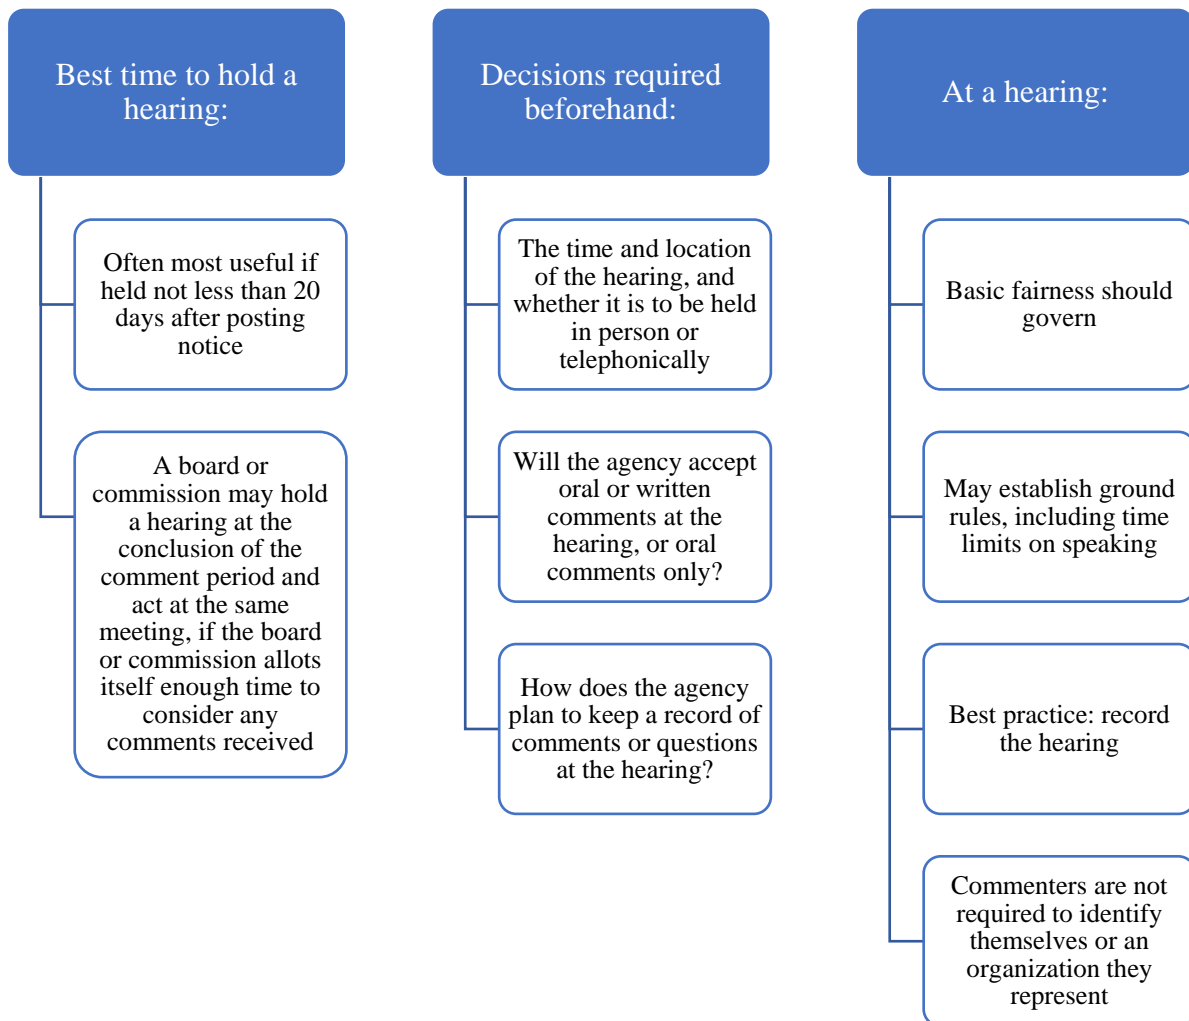 Best time to hold a
hearing:
Often most useful if
held not less than 20
days after posting
notice
A board or
commission may hold
a hearing at the
conclusion of the
comment period and
act at the same
meeting, if the board
or commission allots
itself enough time to
consider any
comments received
Decisions required
beforehand:
The time and location
of the hearing, and
whether it is to be held
in person or
telephonically
Will the agency accept
oral or written
comments at the
hearing, or oral
comments only?
How does the agency
plan to keep a record of
comments or questions
at the hearing?
At a hearing:
Basic fairness should
govern
May establish ground
rules, including time
limits on speaking
Best practice: record
the hearing
Commenters are not
required to identify
themselves or an
organization they
represent